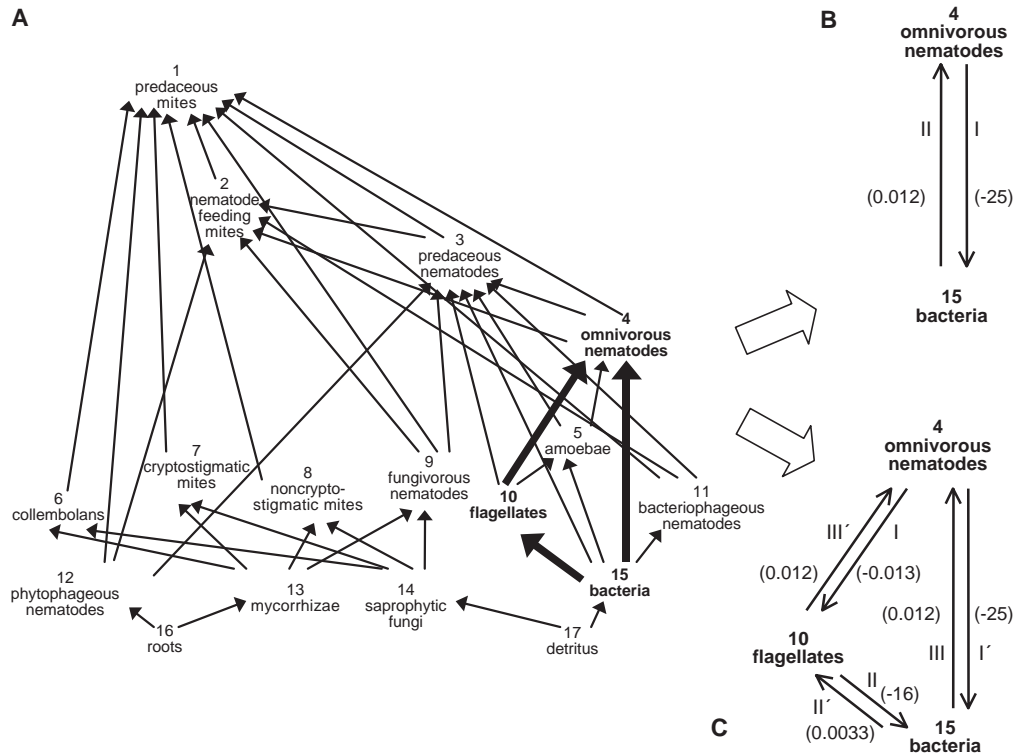 A
1
predaceous
mites
2
nematode
feeding
mites
3
predaceous
nematodes
4
omnivorous
nematodes
5
amoebae
6
collembolans
7
cryptostigmatic
mites
8
noncrypto-
stigmatic mites
9
fungivorous
nematodes
10
flagellates
11
bacteriophageous
nematodes
12
phytophageous
nematodes
13
mycorrhizae
14
saprophytic
fungi
15
bacteria
16
roots
17
detritus
B
4
omnivorous
nematodes
II
I
(0.012)
(-25)
15
bacteria
4
omnivorous
nematodes
III´
I
(0.012)
(-0.013)
(0.012)
(-25)
10
flagellates
III
I´
II
(-16)
II´
(0.0033)
C
15
bacteria